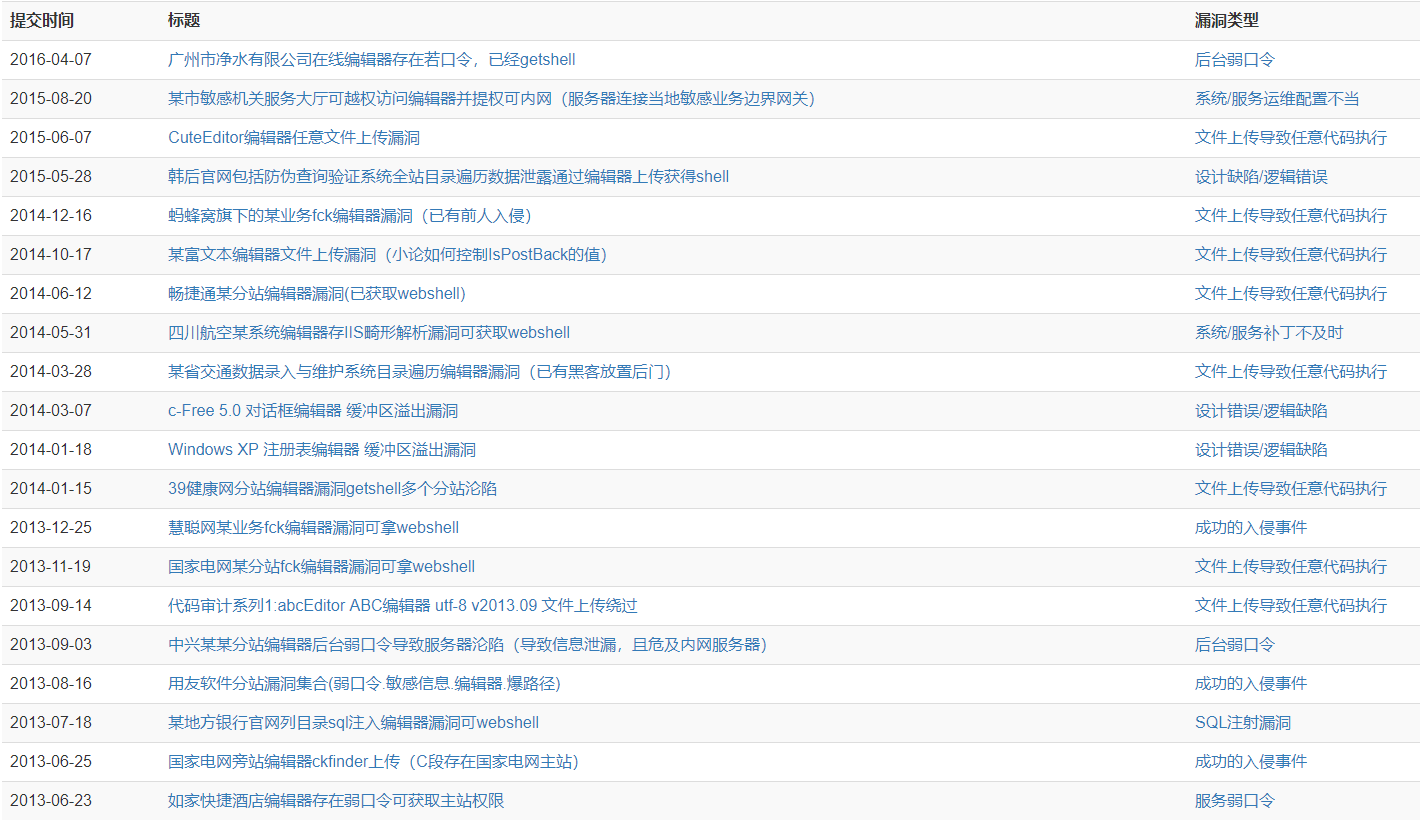 提交时间 标题 漏洞类型
2016-04-07 广州市净水有限公司在线编辑器存在若口令，已经getshell 后台弱口令
2015-08-20 某市敏感机关服务大厅可越权访问编辑器并提权可内网（服务器连接当地敏感业务边界网关） 系统/服务运维配置不当
2015-06-07 CuteEditor编辑器任意文件上传漏洞 文件上传导致任意代码执行
2015-05-28 韩后官网包括防伪查询验证系统全站目录遍历数据泄露通过编辑器上传获得shell 设计缺陷/逻辑错误
2014-12-16 蚂蜂窝旗下的某业务fck编辑器漏洞（已有前人入侵） 文件上传导致任意代码执行
2014-10-17 某富文本编辑器文件上传漏洞（小论如何控制IsPostBack的值） 文件上传导致任意代码执行
2014-06-12 畅捷通某分站编辑器漏洞(已获取webshell) 文件上传导致任意代码执行
2014-05-31 四川航空某系统编辑器存IIS畸形解析漏洞可获取webshell 系统/服务补丁不及时
2014-03-28 某省交通数据录入与维护系统目录遍历编辑器漏洞（已有黑客放置后门） 文件上传导致任意代码执行
2014-03-07 c-Free 5.0 对话框编辑器 缓冲区溢出漏洞 设计错误/逻辑缺陷
2014-01-18 Windows XP 注册表编辑器 缓冲区溢出漏洞 设计错误/逻辑缺陷
2014-01-15 39健康网分站编辑器漏洞getshell多个分站沦陷 文件上传导致任意代码执行
2013-12-25 慧聪网某业务fck编辑器漏洞可拿webshell 成功的入侵事件
2013-11-19 国家电网某分站fck编辑器漏洞可拿webshell 文件上传导致任意代码执行
2013-09-14 代码审计系列1:abcEditor ABC编辑器 utf-8 v2013.09 文件上传绕过 文件上传导致任意代码执行
2013-09-03 中兴某某分站编辑器后台弱口令导致服务器沦陷（导致信息泄漏，且危及内网服务器） 后台弱口令
2013-08-16 用友软件分站漏洞集合(弱口令.敏感信息.编辑器.爆路径) 成功的入侵事件
2013-07-18 某地方银行官网列目录sql注入编辑器漏洞可webshell SQL注射漏洞
2013-06-25 国家电网旁站编辑器ckfinder上传（C段存在国家电网主站） 成功的入侵事件
2013-06-23 如家快捷酒店编辑器存在弱口令可获取主站权限 服务弱口令